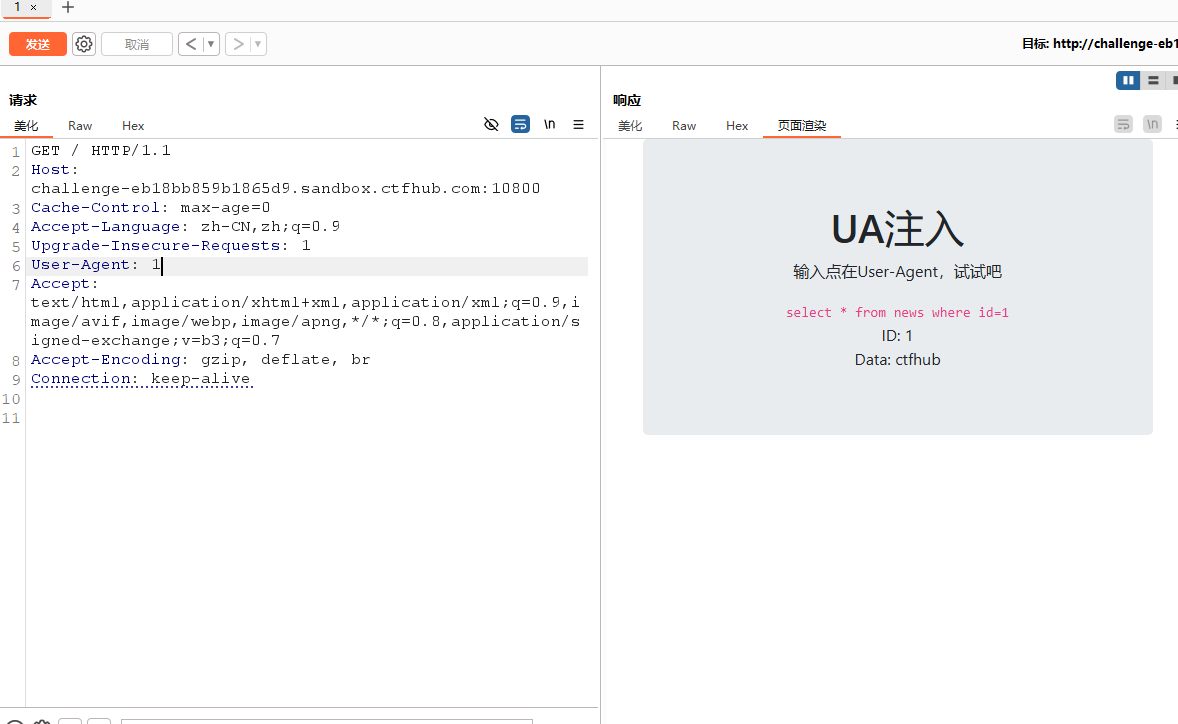 1 ×
发送
取消
目标: http://challenge-eb1
请求
美化 Raw Hex
\n
1 GET / HTTP/1.1
2 Host:
challenge-eb18bb859b1865d9.sandbox.ctfhub.com:10800
3 Cache-Control: max-age=0
4 Accept-Language: zh-CN,zh;q=0.9
5 Upgrade-Insecure-Requests: 1
6 User-Agent: 1
7 Accept:
text/html,application/xhtml+xml,application/xml;q=0.9,i
mage/avif,image/webp,image/apng,*/*;q=0.8,application/s
igned-exchange;v=b3;q=0.7
8 Accept-Encoding: gzip, deflate, br
9 Connection: keep-alive
10
11
响应
美化 Raw Hex 页面渲染
\n
UA注入
输入点在User-Agent，试试吧
select * from news where id=1
ID: 1
Data: ctfhub